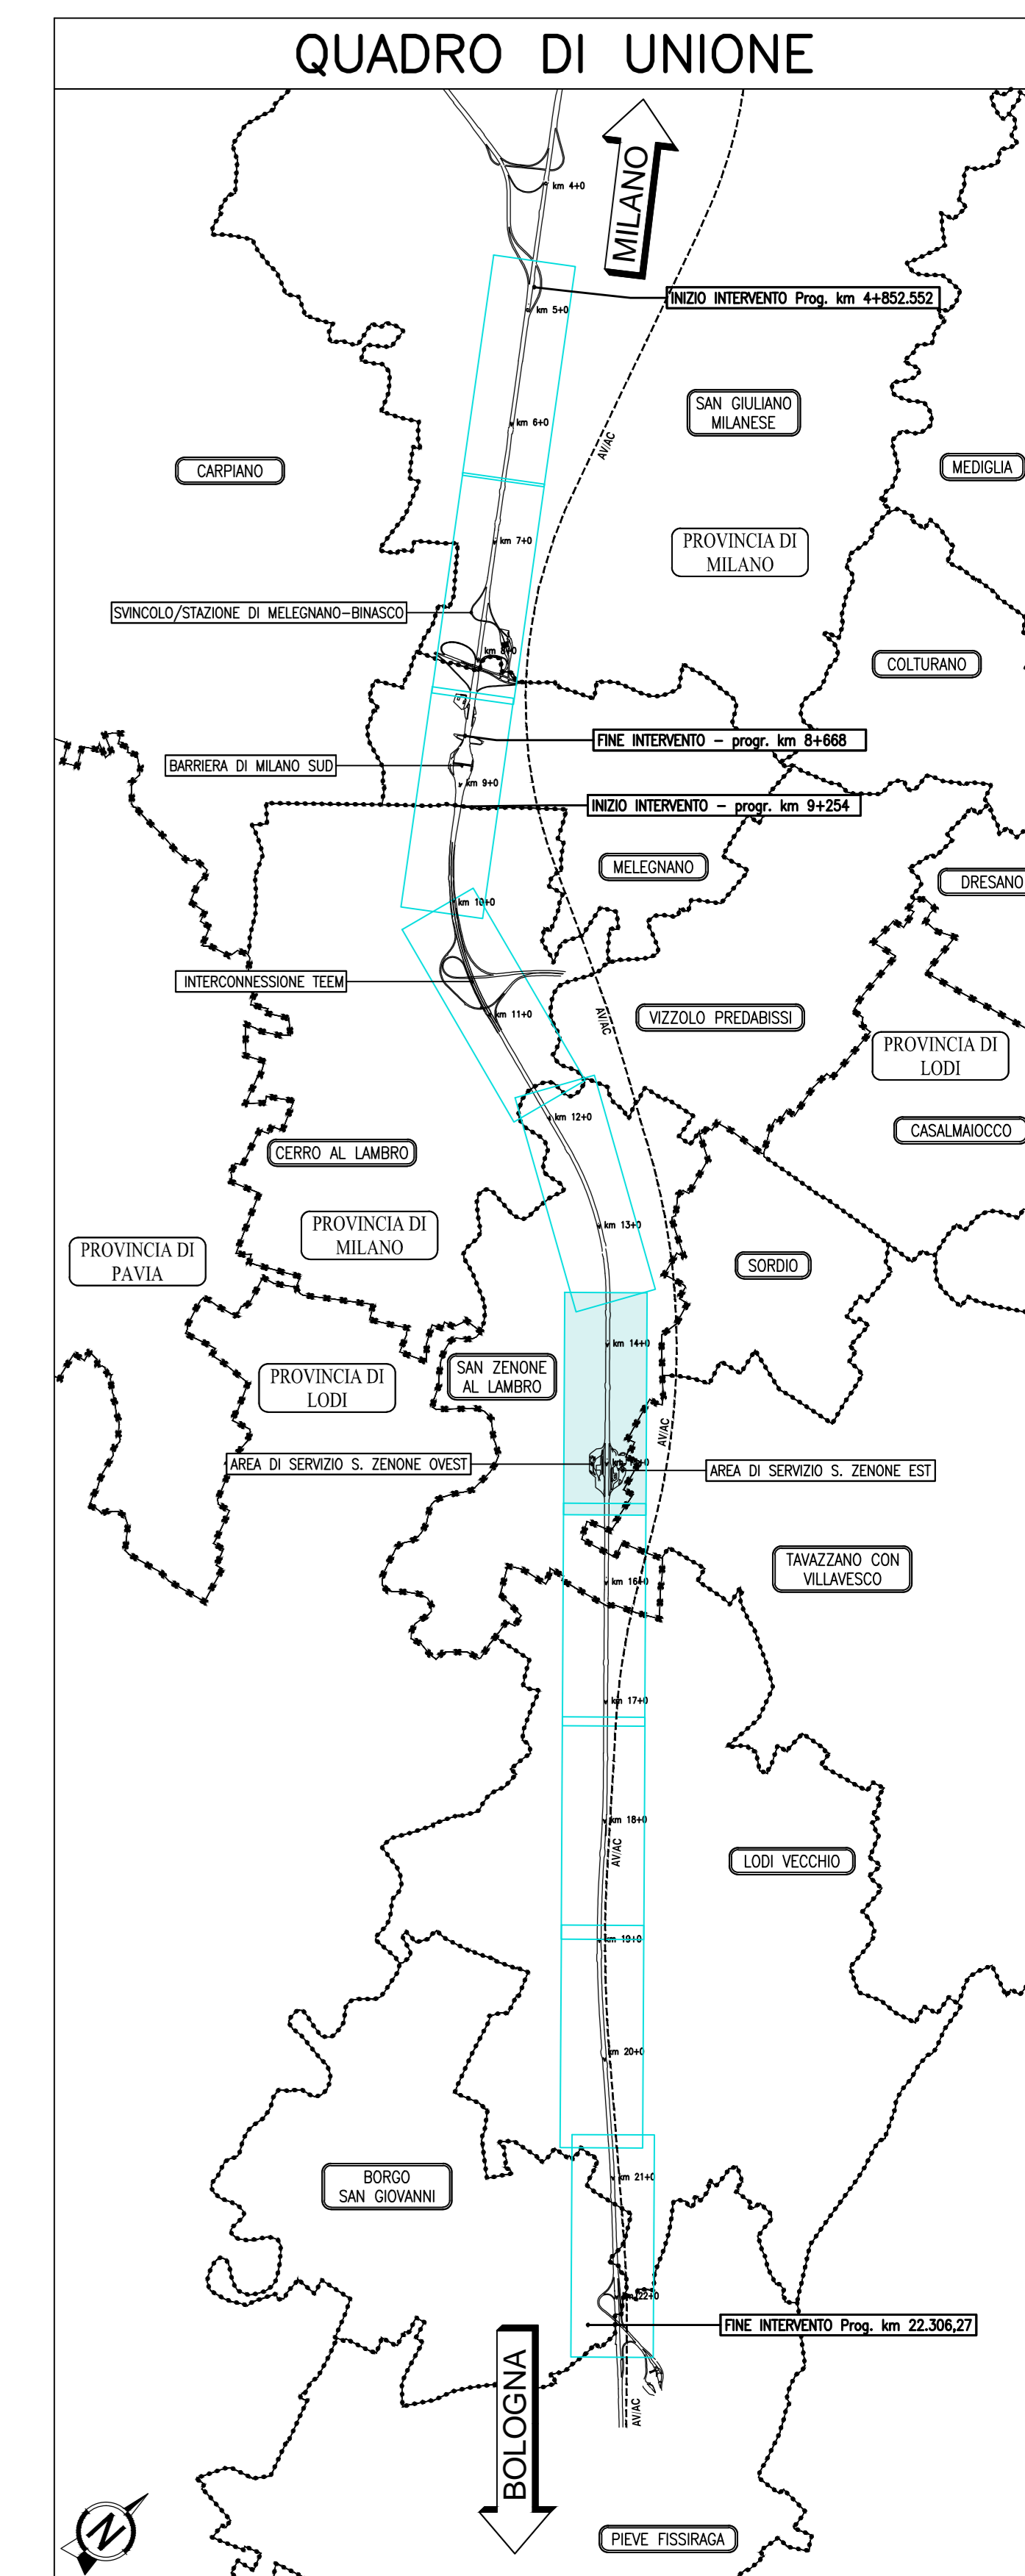 QUADRO DI UNIONE
MILANO
km 4+0
INIZIO INTERVENTO Prog. km 4+852.552
km 5+0
SAN GIULIANO
MILANESE
km 6+0
AV/AC
CARPIANO
MEDIGLIA
km 7+0
PROVINCIA DI
MILANO
SVINCOLO/STAZIONE DI MELEGNANO-BINASCO
km 8+0
COLTURANO
FINE INTERVENTO - progr. km 8+668
BARRIERA DI MILANO SUD
km 9+0
INIZIO INTERVENTO - progr. km 9+254
MELEGNANO
DRESANO
km 10+0
INTERCONNESSIONE TEEM
km 11+0
AV/AC
VIZZOLO PREDABISSI
PROVINCIA DI
LODI
km 12+0
CASALMAIOCCO
CERRO AL LAMBRO
PROVINCIA DI
MILANO
km 13+0
PROVINCIA DI
PAVIA
SORDIO
km 14+0
SAN ZENONE
AL LAMBRO
PROVINCIA DI
LODI
AV/AC
AREA DI SERVIZIO S. ZENONE OVEST
AREA DI SERVIZIO S. ZENONE EST
TAVAZZANO CON
VILLAVESCO
km 16+0
km 17+0
km 18+0
AV/AC
LODI VECCHIO
km 19+0
km 20+0
km 21+0
BORGO
SAN GIOVANNI
km 22+0
FINE INTERVENTO Prog. km 22.306,27
AV/AC
BOLOGNA
N
PIEVE FISSIRAGA